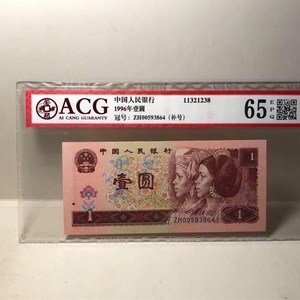 ACG
AI CANG GUARANTY
中国人民银行
1996年壹圆
冠号: ZH00593864 (补号)
11321238
65
EPQ
中国人民银行
1
壹圆
1
ZH00593864